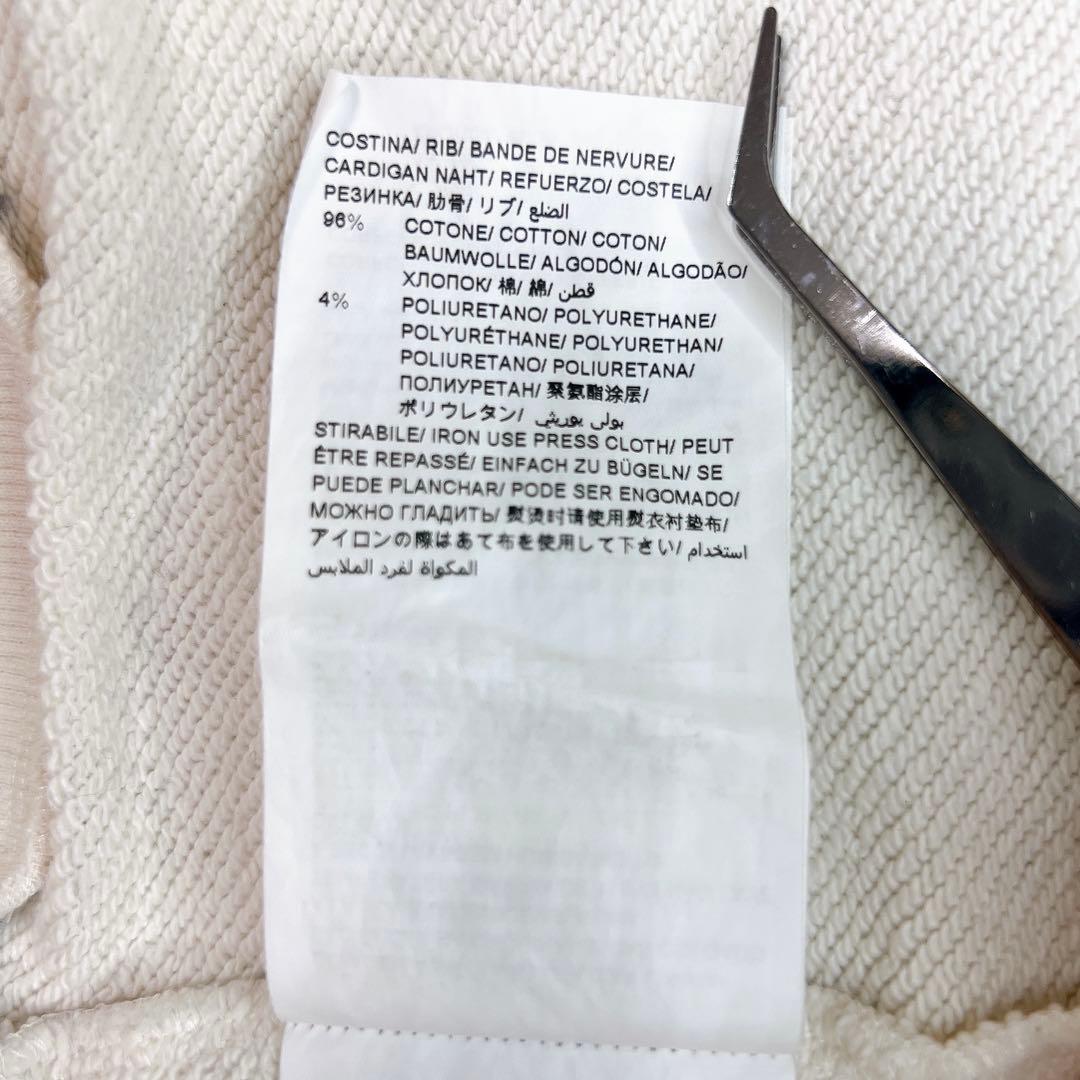 COSTINA/ RIB/ BANDE DE NERVURE/
CARDIGAN NAHT/ REFUERZO/ COSTELA/
РЕЗИНКА/ 肋骨/ リブ/ الضلع
96% COTONE/ COTTON/ COTON/
BAUMWOLLE/ ALGODÓN/ ALGODÃO/
ХЛОПОК/ 棉/ 綿/ قطن
4% POLIURETANO/ POLYURETHANE/
POLYURÉTHANE/ POLYURETHAN/
POLIURETANO/ POLIURETANA/
ПОЛИУРЕТАН/ 聚氨酯涂层/
ポリウレタン/ بولى يوريثي
STIRABILE/ IRON USE PRESS CLOTH/ PEUT
ÊTRE REPASSÉ/ EINFACH ZU BÜGELN/ SE
PUEDE PLANCHAR/ PODE SER ENGOMADO/
МОЖНО ГЛАДИТЬ/ 熨烫时请使用熨衣衬垫布/
アイロンの際はあて布を使用して下さい/ استخدام
المكواة لفرد الملابس